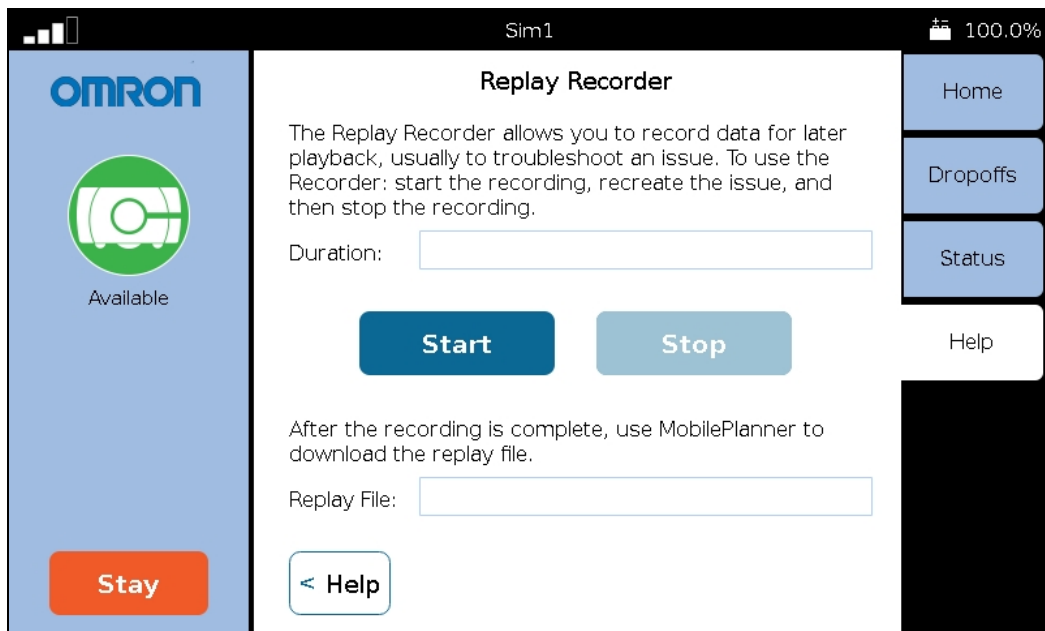 Sim1
100.0%
OMRON
Available
Stay
Replay Recorder
The Replay Recorder allows you to record data for later
playback, usually to troubleshoot an issue. To use the
Recorder: start the recording, recreate the issue, and
then stop the recording.
Duration:
Start
Stop
After the recording is complete, use MobilePlanner to
download the replay file.
Replay File:
< Help
Home
Dropoffs
Status
Help